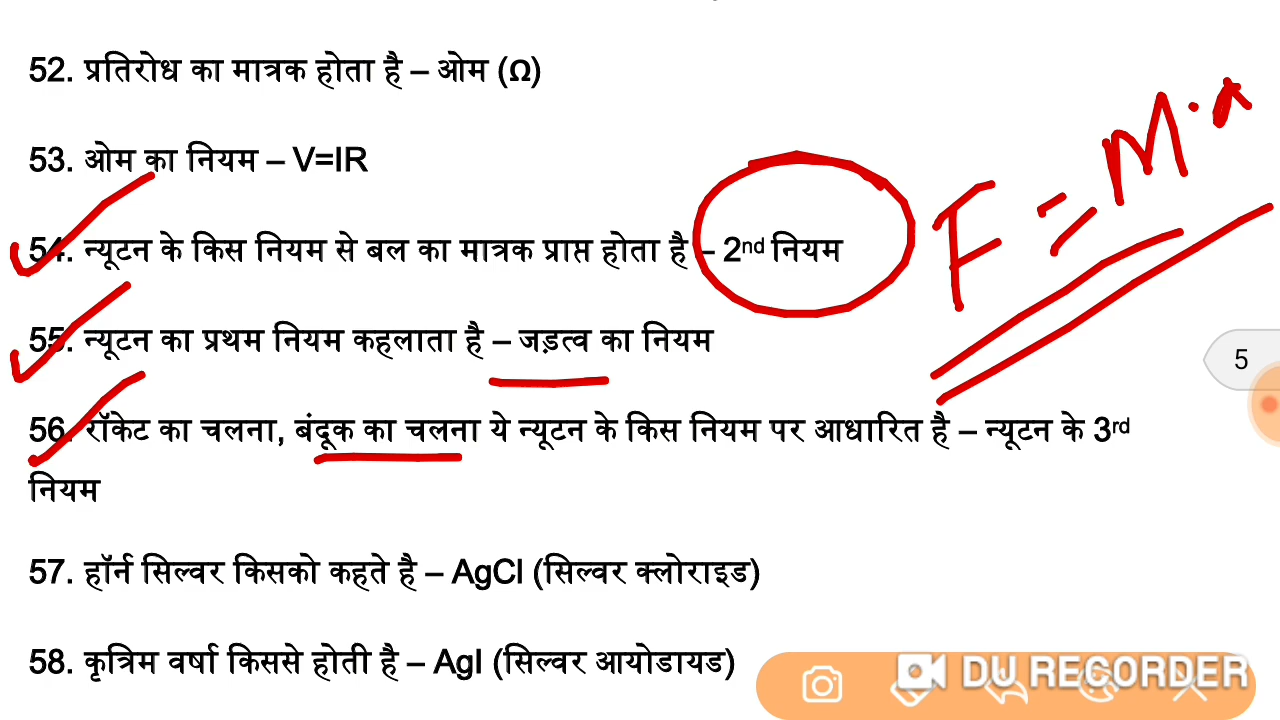 52. प्रतिरोध का मात्रक होता है – ओम (Ω)
53. ओम का नियम – V=IR
54. न्यूटन के किस नियम से बल का मात्रक प्राप्त होता है – 2nd नियम
F = M.a
55. न्यूटन का प्रथम नियम कहलाता है – जड़त्व का नियम
5
56. रॉकेट का चलना, बंदूक का चलना ये न्यूटन के किस नियम पर आधारित है – न्यूटन के 3rd
नियम
57. हॉर्न सिल्वर किसको कहते है – AgCl (सिल्वर क्लोराइड)
58. कृत्रिम वर्षा किससे होती है – AgI (सिल्वर आयोडायड)
DU RECORDER